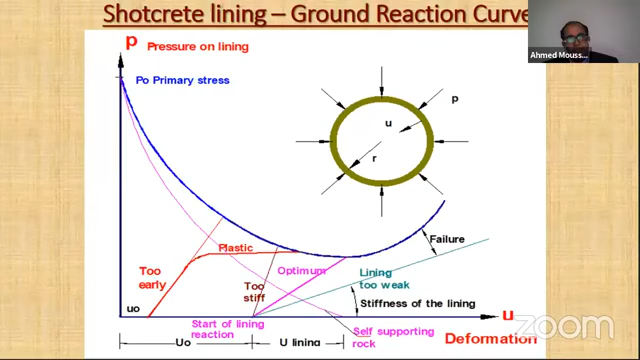 Shotcrete lining – Ground Reaction Curve
Ahmed Mouss...
p Pressure on lining
Po Primary stress
p
u
r
Failure
Plastic
Too
early
Optimum
Lining
too weak
Too
stiff
Stiffness of the lining
uo
u
Start of lining
reaction
Self supporting
rock
Deformation
Uo
U lining
zoom